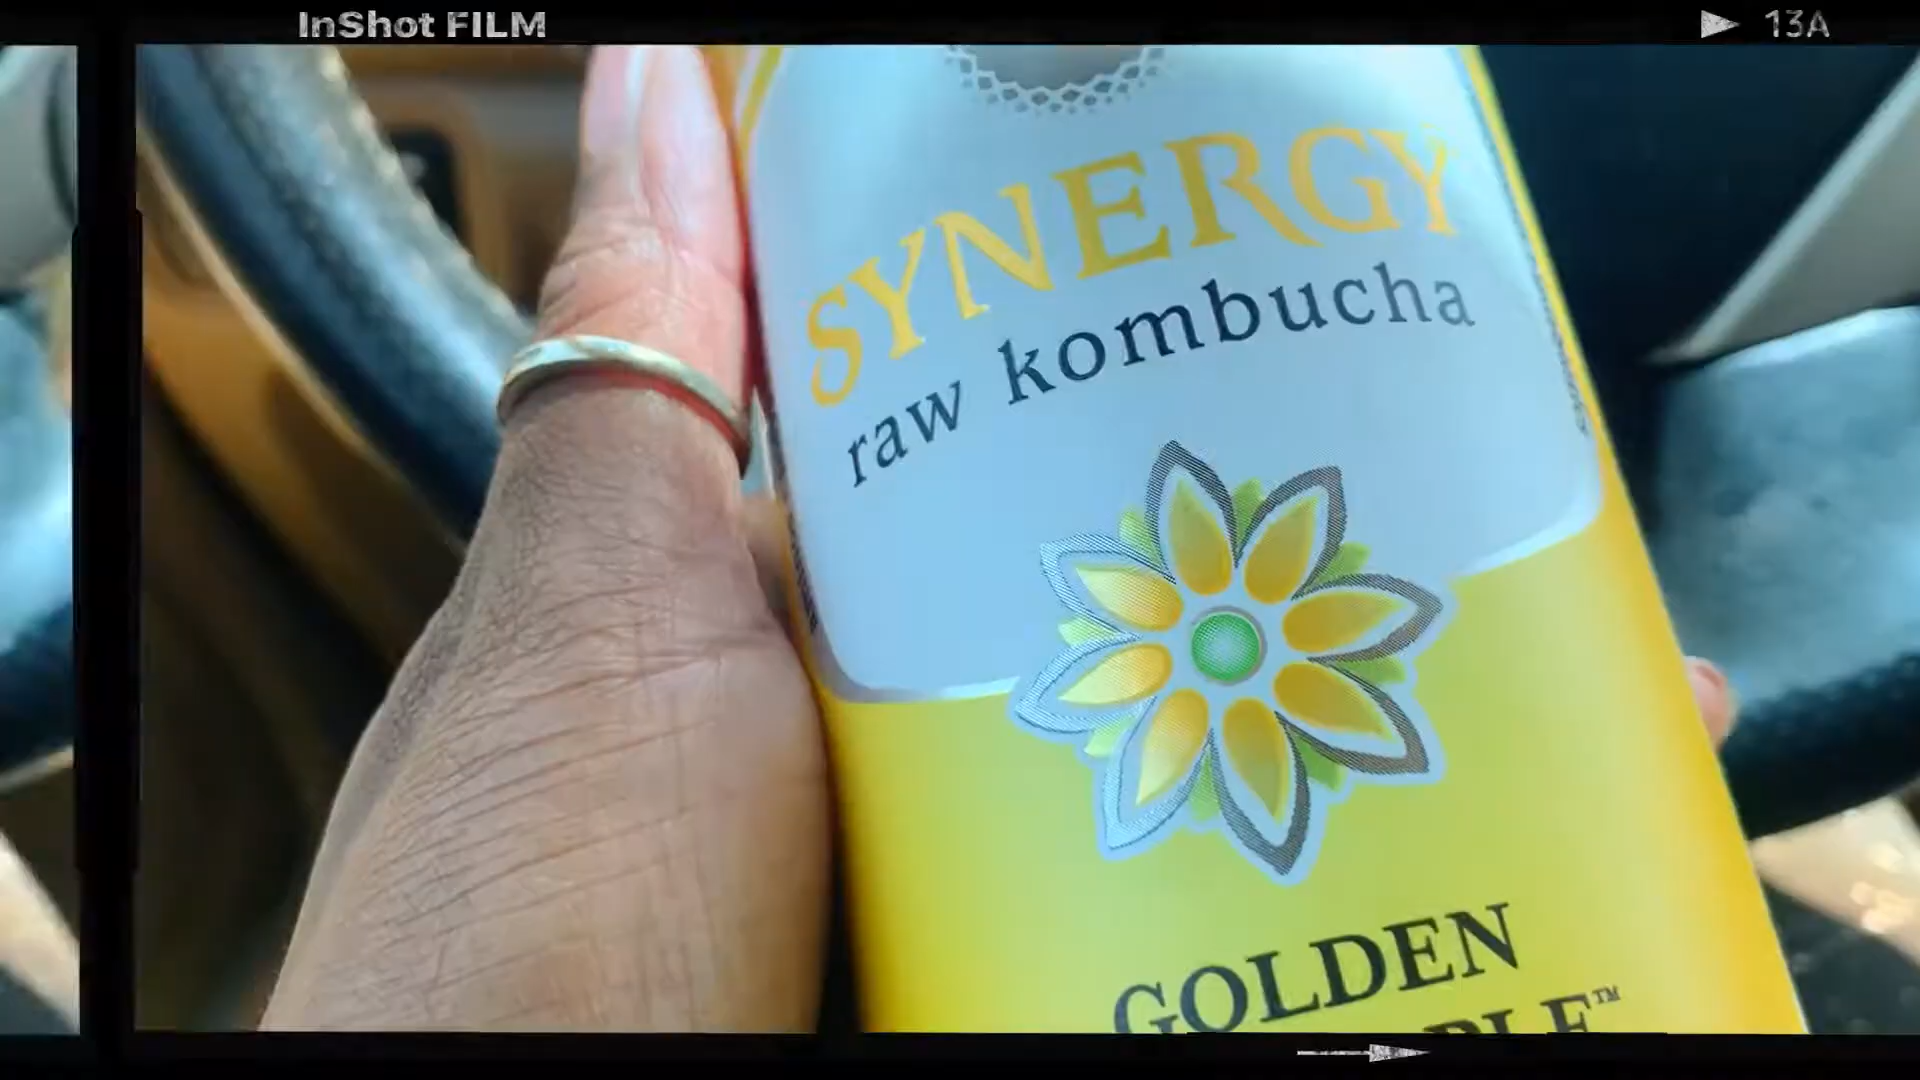 InShot FILM
13A
SYNERGY
raw kombucha
GOLDEN